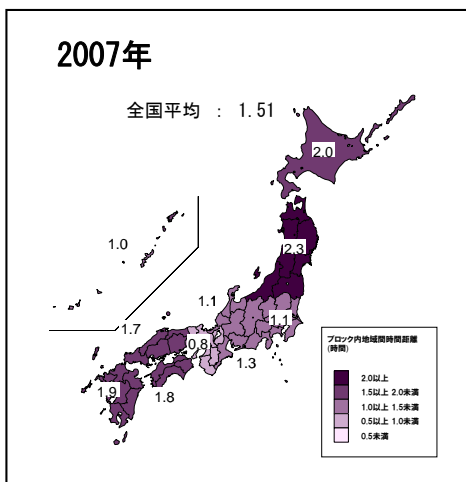 2007年
全国平均 : 1.51
2.0
2.3
1.0
1.1
1.1
1.7
0.8
1.3
1.9
1.8
ブロック内地域間時間距離
(時間)
2.0以上
1.5以上 2.0未満
1.0以上 1.5未満
0.5以上 1.0未満
0.5未満